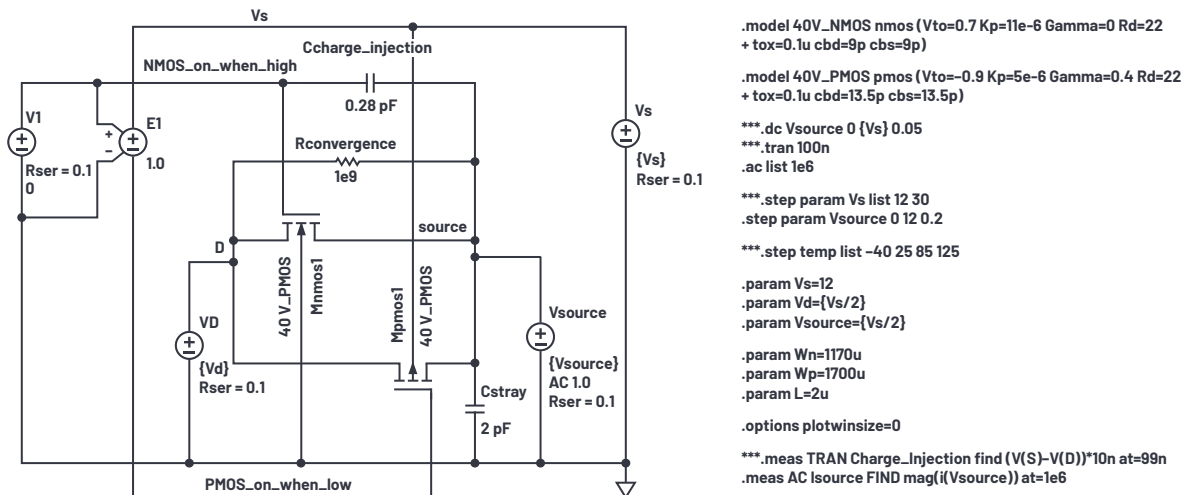 Vs
Ccharge_injection
NMOS_on_when_high
0.28 pF
V1
+
−
E1
1.0
Rser = 0.1
0
Rconvergence
1e9
Vs
{Vs}
Rser = 0.1
source
D
40 V_PMOS
Mnmos1
Mpmos1
40 V_PMOS
VD
{Vd}
Rser = 0.1
Vsource
{Vsource}
AC 1.0
Rser = 0.1
Cstray
2 pF
PMOS_on_when_low
.model 40V_NMOS nmos (Vto=0.7 Kp=11e-6 Gamma=0 Rd=22
+ tox=0.1u cbd=9p cbs=9p)
.model 40V_PMOS pmos (Vto=–0.9 Kp=5e-6 Gamma=0.4 Rd=22
+ tox=0.1u cbd=13.5p cbs=13.5p)
***.dc Vsource 0 {Vs} 0.05
***.tran 100n
.ac list 1e6
***.step param Vs list 12 30
.step param Vsource 0 12 0.2
***.step temp list –40 25 85 125
.param Vs=12
.param Vd={Vs/2}
.param Vsource={Vs/2}
.param Wn=1170u
.param Wp=1700u
.param L=2u
.options plotwinsize=0
***.meas TRAN Charge_Injection find (V(S)–V(D))*10n at=99n
.meas AC Isource FIND mag(i(Vsource)) at=1e6